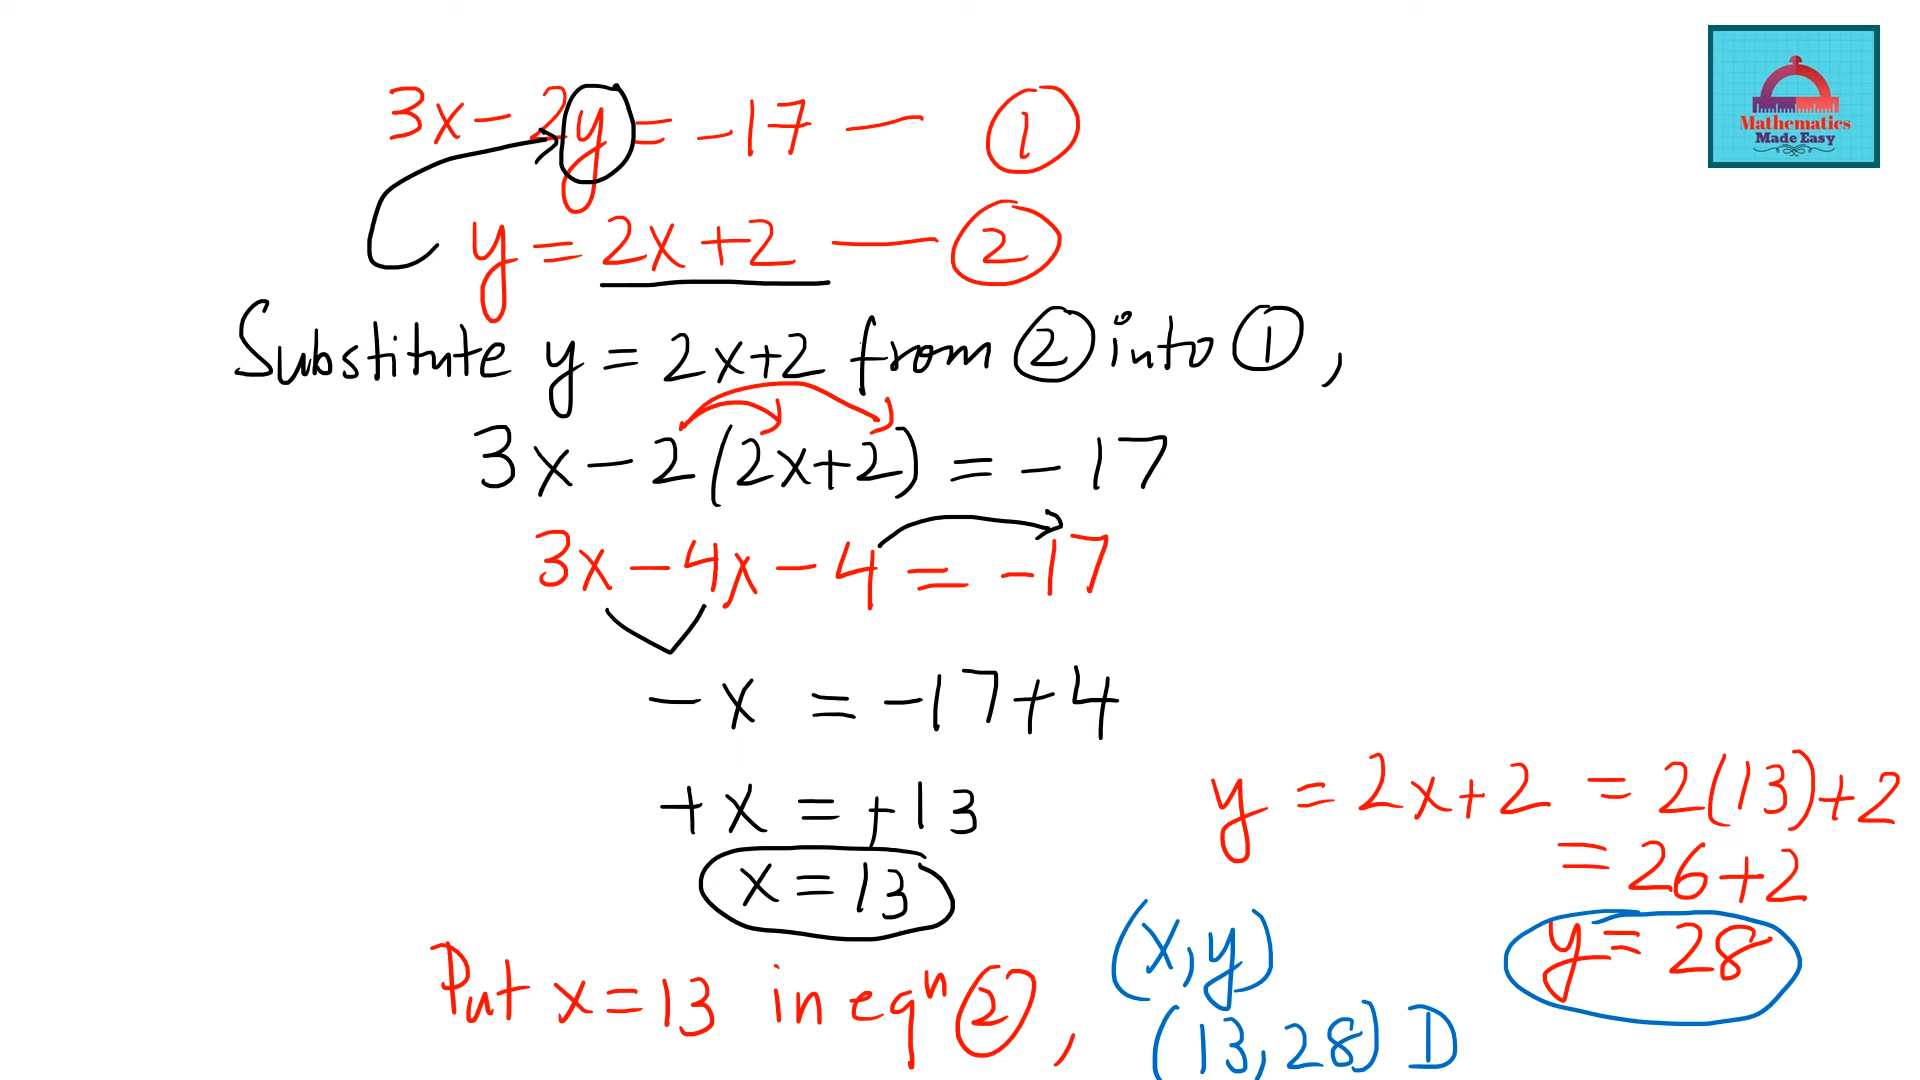 Mathematics
Made Easy
3x - 2y = -17 — ①
y = 2x + 2 — ②
Substitute y = 2x+2 from ② into ①,
3x - 2(2x+2) = -17
3x - 4x - 4 = -17
-x = -17+4
+x = +13
x = 13
Put x = 13 in eqⁿ ②,
y = 2x+2 = 2(13)+2
= 26+2
y = 28
(x,y)
(13,28) D